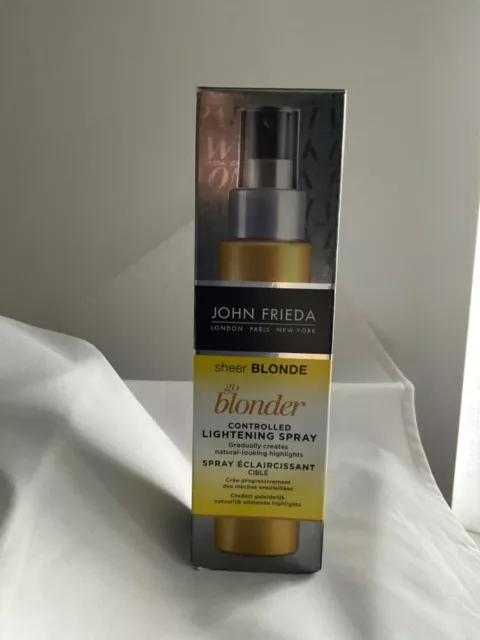 JOHN FRIEDA
LONDON PARIS NEW YORK
sheer BLONDE
go
blonder
CONTROLLED
LIGHTENING SPRAY
Gradually creates
natural-looking highlights
SPRAY ÉCLAIRCISSANT
CIBLÉ
Crée progressivement
des mèches ensoleillées
Creëert geleidelijk
natuurlijk uitziende highlights